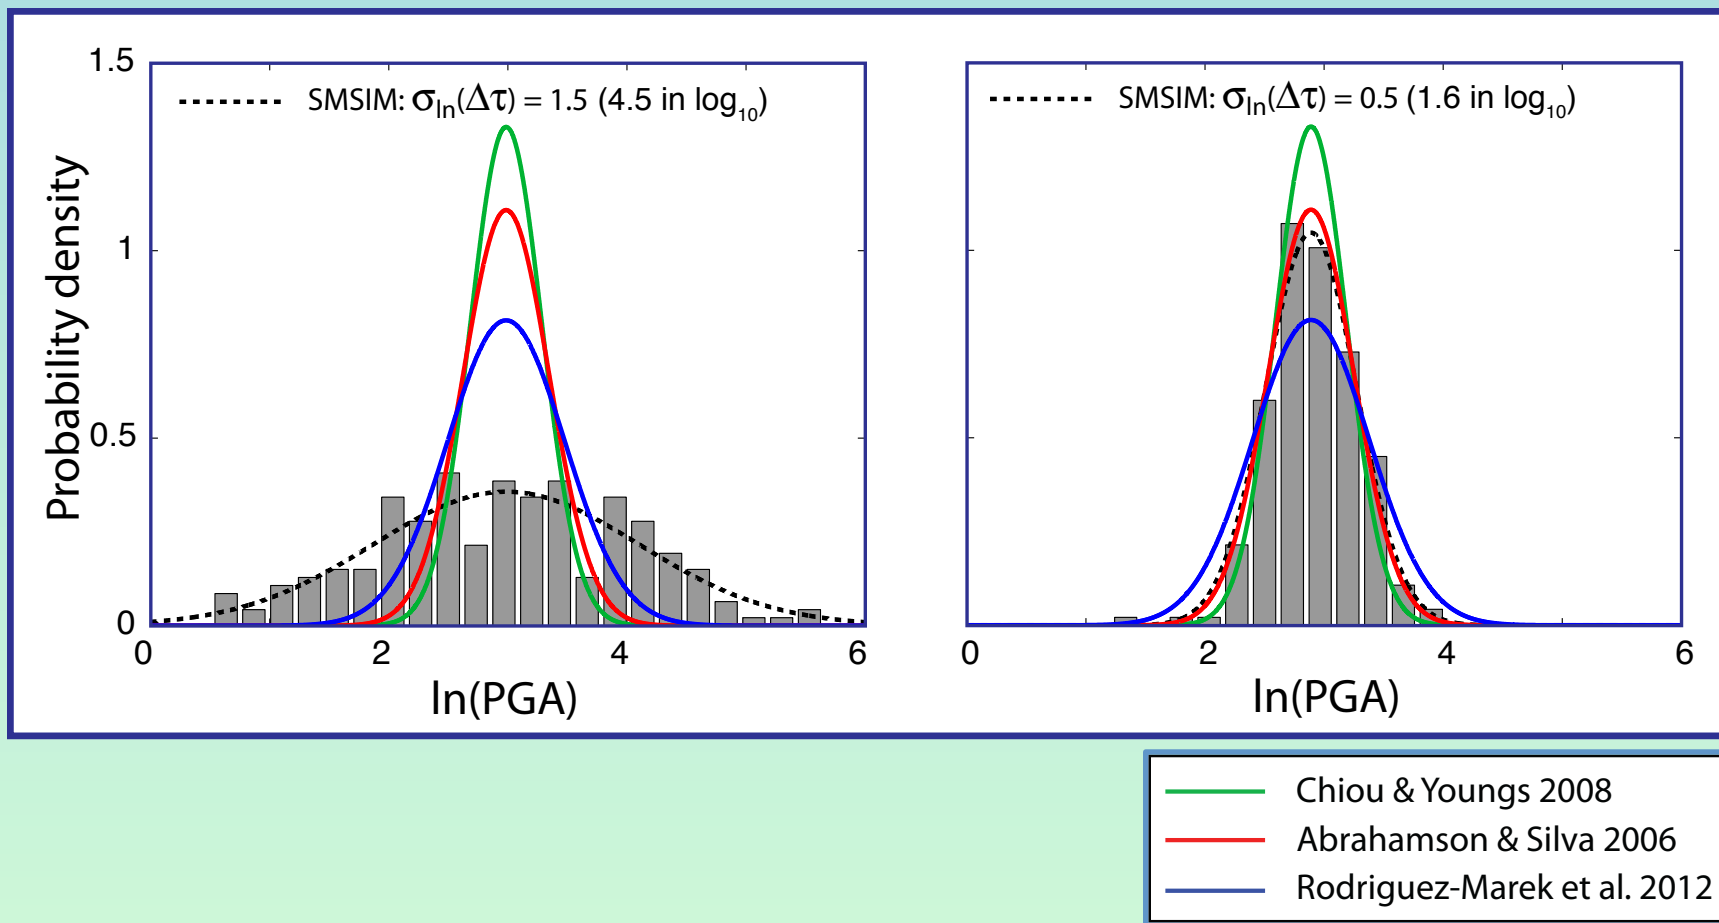 1.5
1
0.5
0
Probability density
SMSIM: σln(Δτ) = 1.5 (4.5 in log10)
0 2 4 6
ln(PGA)
SMSIM: σln(Δτ) = 0.5 (1.6 in log10)
0 2 4 6
ln(PGA)
Chiou & Youngs 2008
Abrahamson & Silva 2006
Rodriguez-Marek et al. 2012